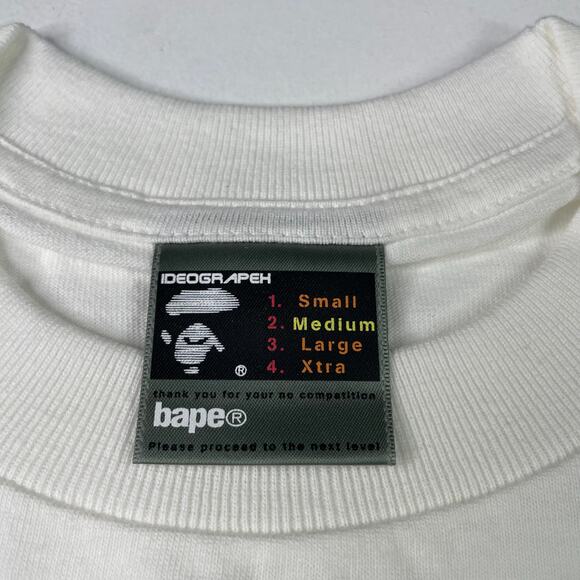 IDEOGRAPEH
1. Small
2. Medium
3. Large
4. Xtra
®
thank you for your no competition
bape®
Please proceed to the next level